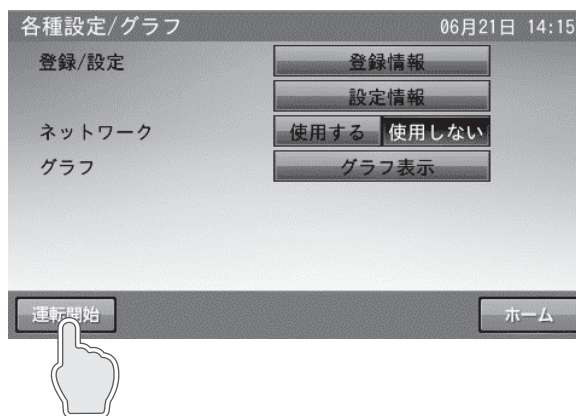 各種設定/グラフ 06月21日 14:15
登録/設定 登録情報
設定情報
ネットワーク 使用する 使用しない
グラフ グラフ表示
運転開始 ホーム